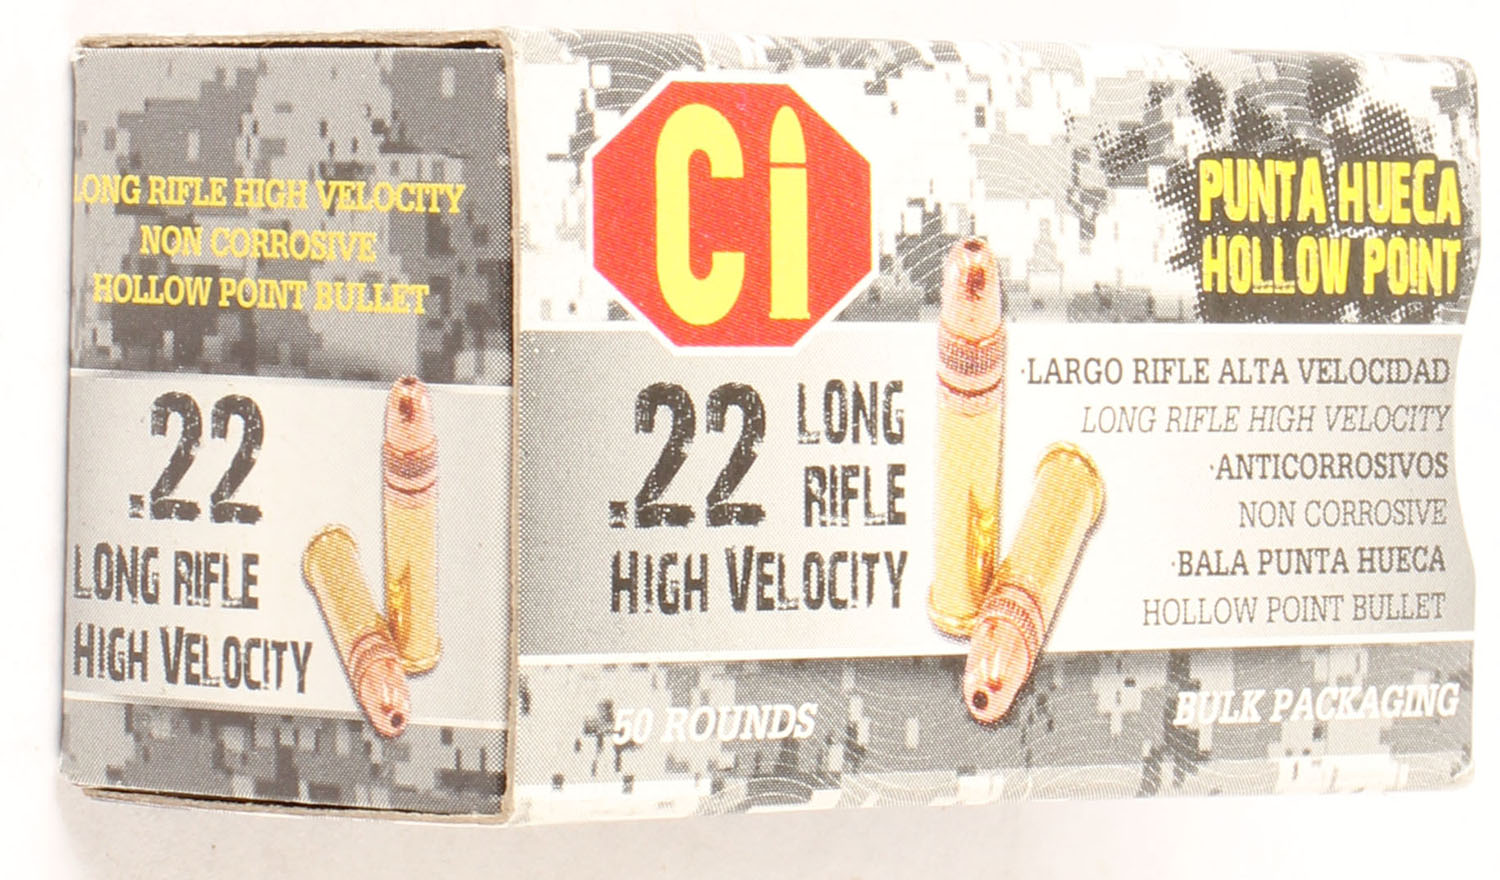 LONG RIFLE HIGH VELOCITY
NON CORROSIVE
HOLLOW POINT BULLET
.22
LONG RIFLE
HIGH VELOCITY
Ci
PUNTA HUECA
HOLLOW POINT
.22 LONG
RIFLE
HIGH VELOCITY
·LARGO RIFLE ALTA VELOCIDAD
LONG RIFLE HIGH VELOCITY
·ANTICORROSIVOS
NON CORROSIVE
·BALA PUNTA HUECA
HOLLOW POINT BULLET
50 ROUNDS
BULK PACKAGING